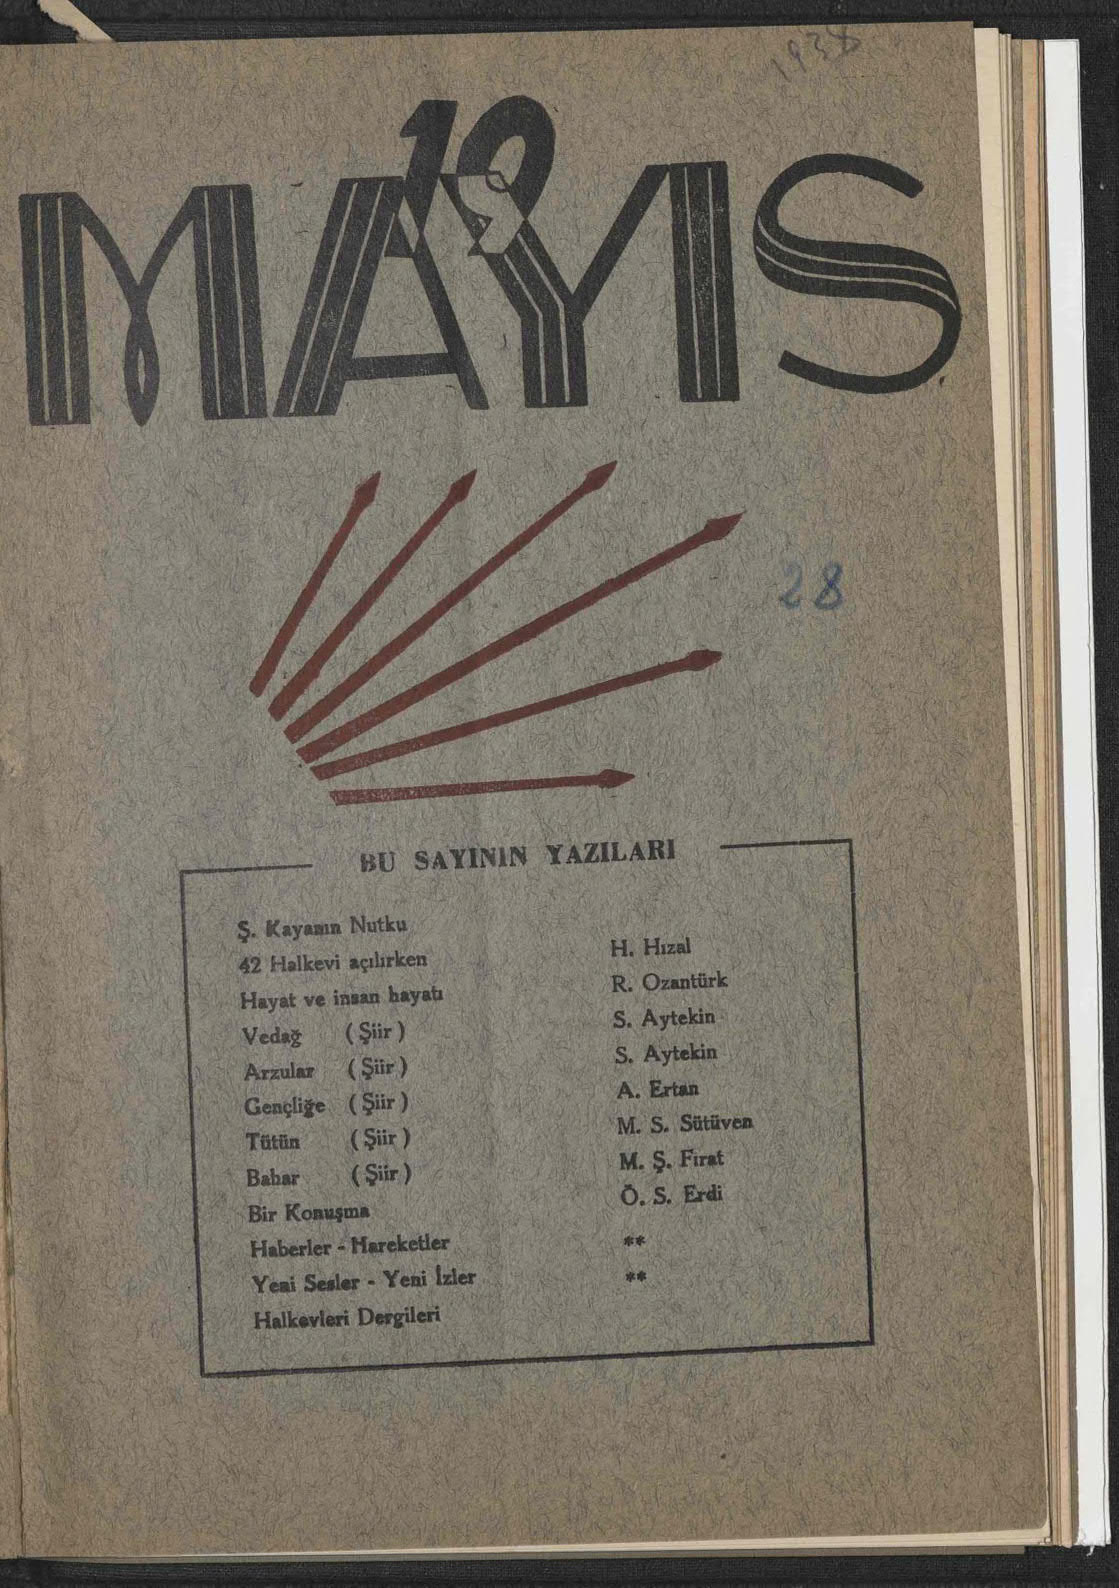 1938
19
MAYIS
28
BU SAYININ YAZILARI
Ş. Kayanın Nutku
42 Halkevi açılırken H. Hızal
Hayat ve insan hayatı R. Ozantürk
Vedağ (Şiir) S. Aytekin
Arzular (Şiir) S. Aytekin
Gençliğe (Şiir) A. Ertan
Tütün (Şiir) M. S. Sütüven
Bahar (Şiir) M. Ş. Fırat
Bir Konuşma Ö. S. Erdi
Haberler - Hareketler **
Yeni Sesler - Yeni İzler **
Halkevleri Dergileri